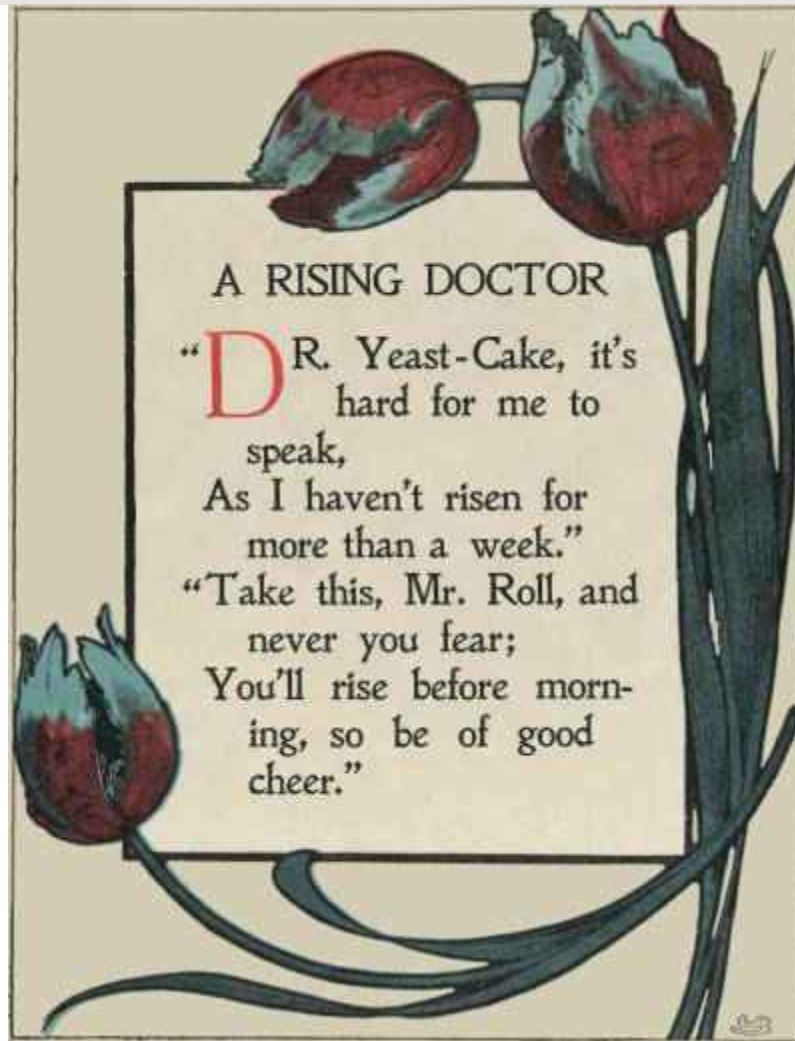 A RISING DOCTOR
“DR. Yeast-Cake, it's
hard for me to
speak,
As I haven't risen for
more than a week.”
“Take this, Mr. Roll, and
never you fear;
You'll rise before morn-
ing, so be of good
cheer.”